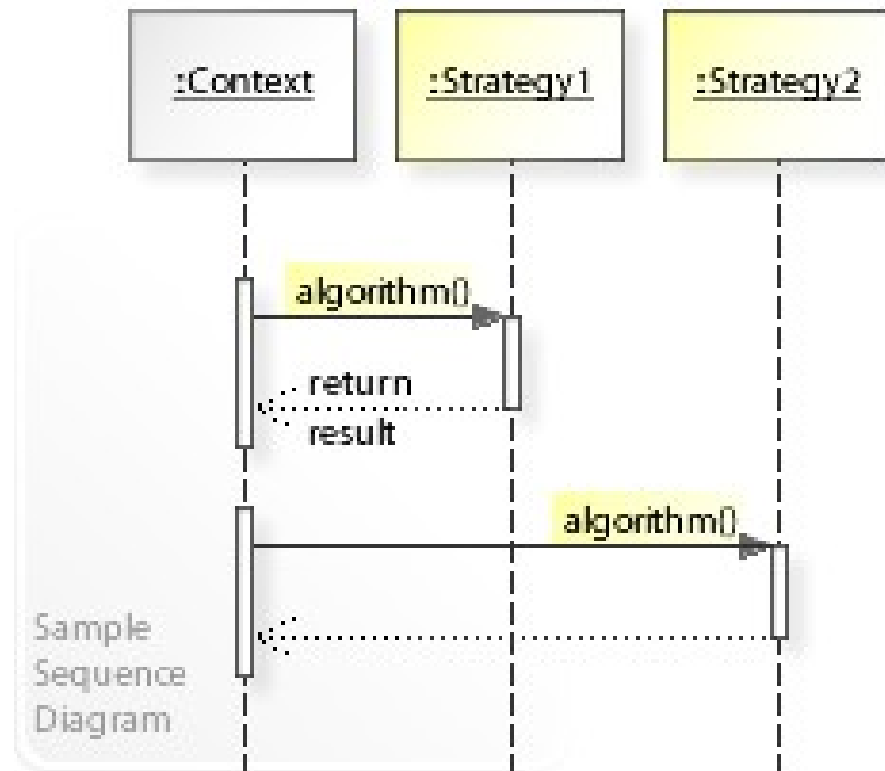 :Context
:Strategy1
:Strategy2
algorithm()
return
result
algorithm()
Sample
Sequence
Diagram